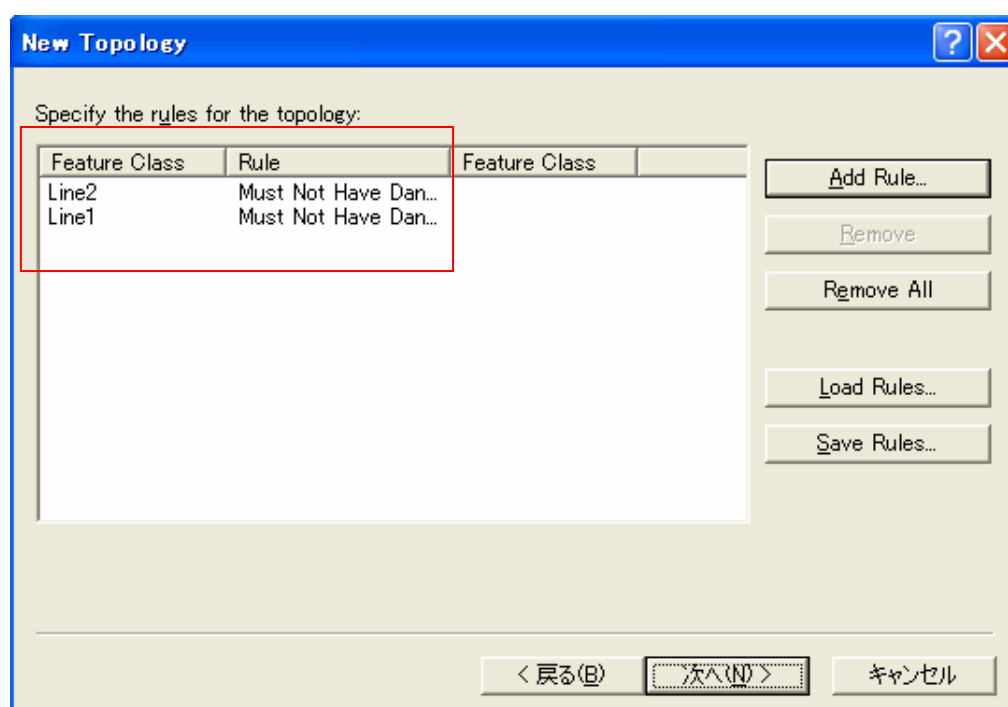 New Topology
Specify the rules for the topology:
Feature Class Rule Feature Class
Line2 Must Not Have Dan...
Line1 Must Not Have Dan...
Add Rule...
Remove
Remove All
Load Rules...
Save Rules...
< 戻る(B) 次へ(N) > キャンセル